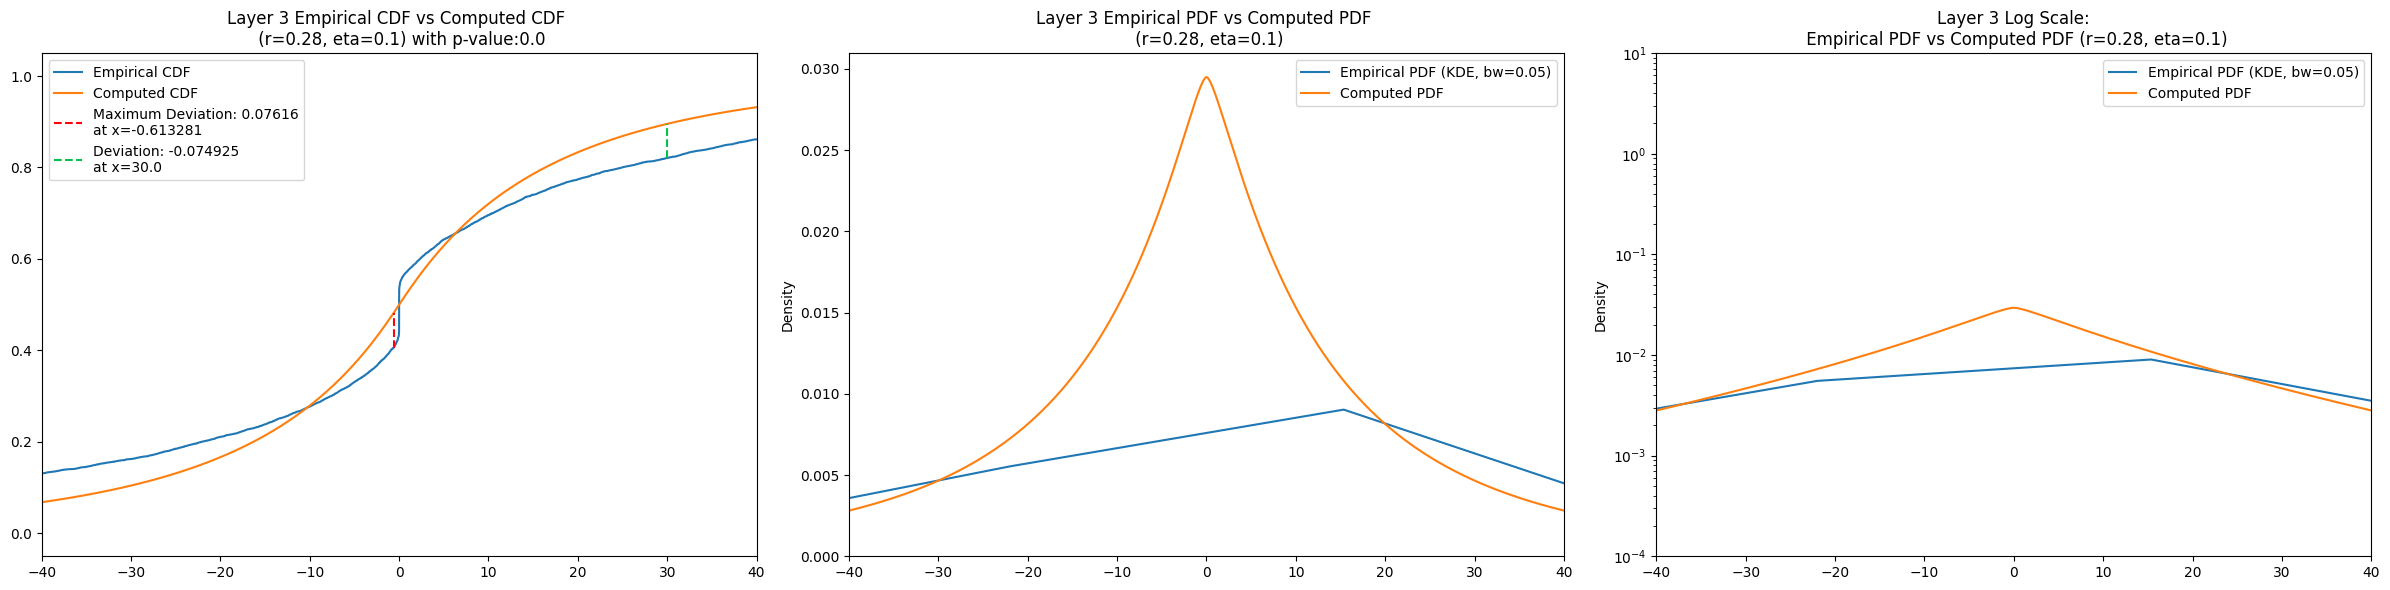 Layer 3 Empirical CDF vs Computed CDF
(r=0.28, eta=0.1) with p-value:0.0
Empirical CDF
Computed CDF
Maximum Deviation: 0.07616
at x=-0.613281
Deviation: -0.074925
at x=30.0
1.0
0.8
0.6
0.4
0.2
0.0
−40 −30 −20 −10 0 10 20 30 40
Layer 3 Empirical PDF vs Computed PDF
(r=0.28, eta=0.1)
Empirical PDF (KDE, bw=0.05)
Computed PDF
Density
0.030
0.025
0.020
0.015
0.010
0.005
0.000
−40 −30 −20 −10 0 10 20 30 40
Layer 3 Log Scale:
Empirical PDF vs Computed PDF (r=0.28, eta=0.1)
Empirical PDF (KDE, bw=0.05)
Computed PDF
Density
10¹
10⁰
10⁻¹
10⁻²
10⁻³
10⁻⁴
−40 −30 −20 −10 0 10 20 30 40